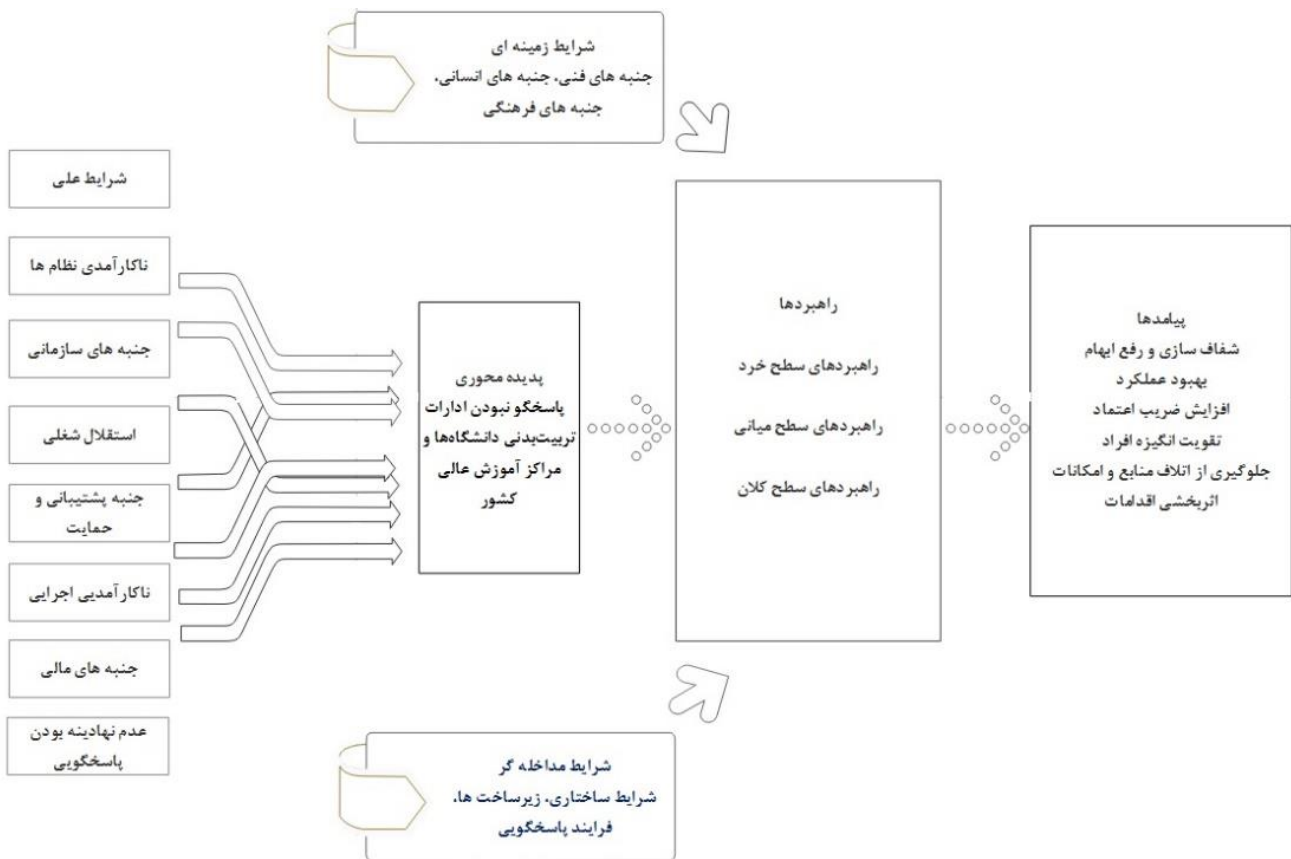 شرایط زمینه ای
جنبه های فنی، جنبه های انسانی،
جنبه های فرهنگی
شرایط علی
ناکارآمدی نظام ها
جنبه های سازمانی
استقلال شغلی
جنبه پشتیبانی و
حمایت
ناکارآمدیی اجرایی
جنبه های مالی
عدم نهادینه بودن
پاسخگویی
پدیده محوری
پاسخگو نبودن ادارات
تربیت‌بدنی دانشگاه‌ها و
مراکز آموزش عالی
کشور
راهبردها
راهبردهای سطح خرد
راهبردهای سطح میانی
راهبردهای سطح کلان
پیامدها
شفاف سازی و رفع ابهام
بهبود عملکرد
افزایش ضریب اعتماد
تقویت انگیزه افراد
جلوگیری از اتلاف منابع و امکانات
اثربخشی اقدامات
شرایط مداخله گر
شرایط ساختاری، زیرساخت ها،
فرایند پاسخگویی